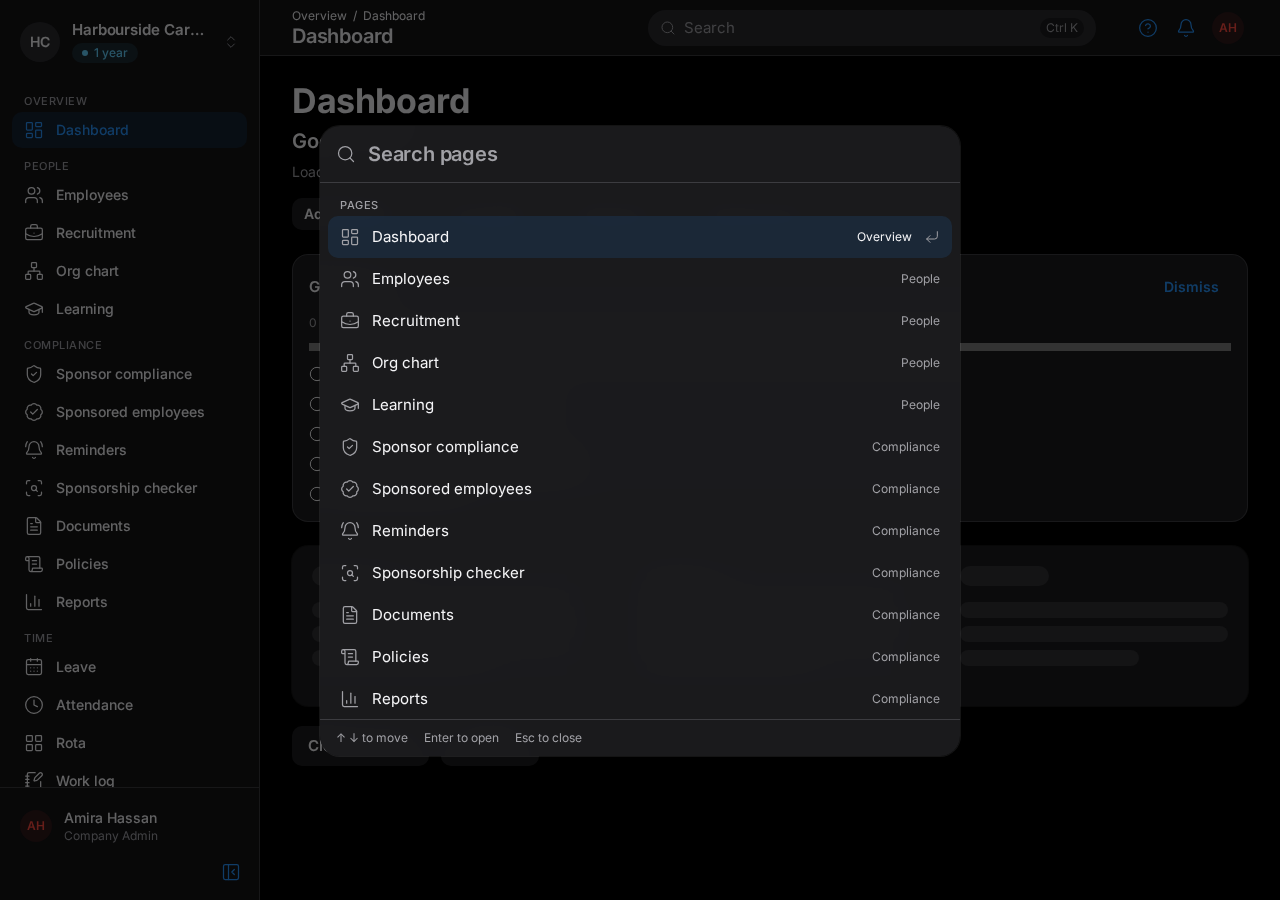 HC
Harbourside Car...
1 year
Overview / Dashboard
Dashboard
Search
Ctrl K
AH
OVERVIEW
Dashboard
PEOPLE
Employees
Recruitment
Org chart
Learning
COMPLIANCE
Sponsor compliance
Sponsored employees
Reminders
Sponsorship checker
Documents
Policies
Reports
TIME
Leave
Attendance
Rota
Work log
AH
Amira Hassan
Company Admin
Dashboard
Dismiss
Search pages
PAGES
Dashboard Overview
Employees People
Recruitment People
Org chart People
Learning People
Sponsor compliance Compliance
Sponsored employees Compliance
Reminders Compliance
Sponsorship checker Compliance
Documents Compliance
Policies Compliance
Reports Compliance
↑ ↓ to move Enter to open Esc to close